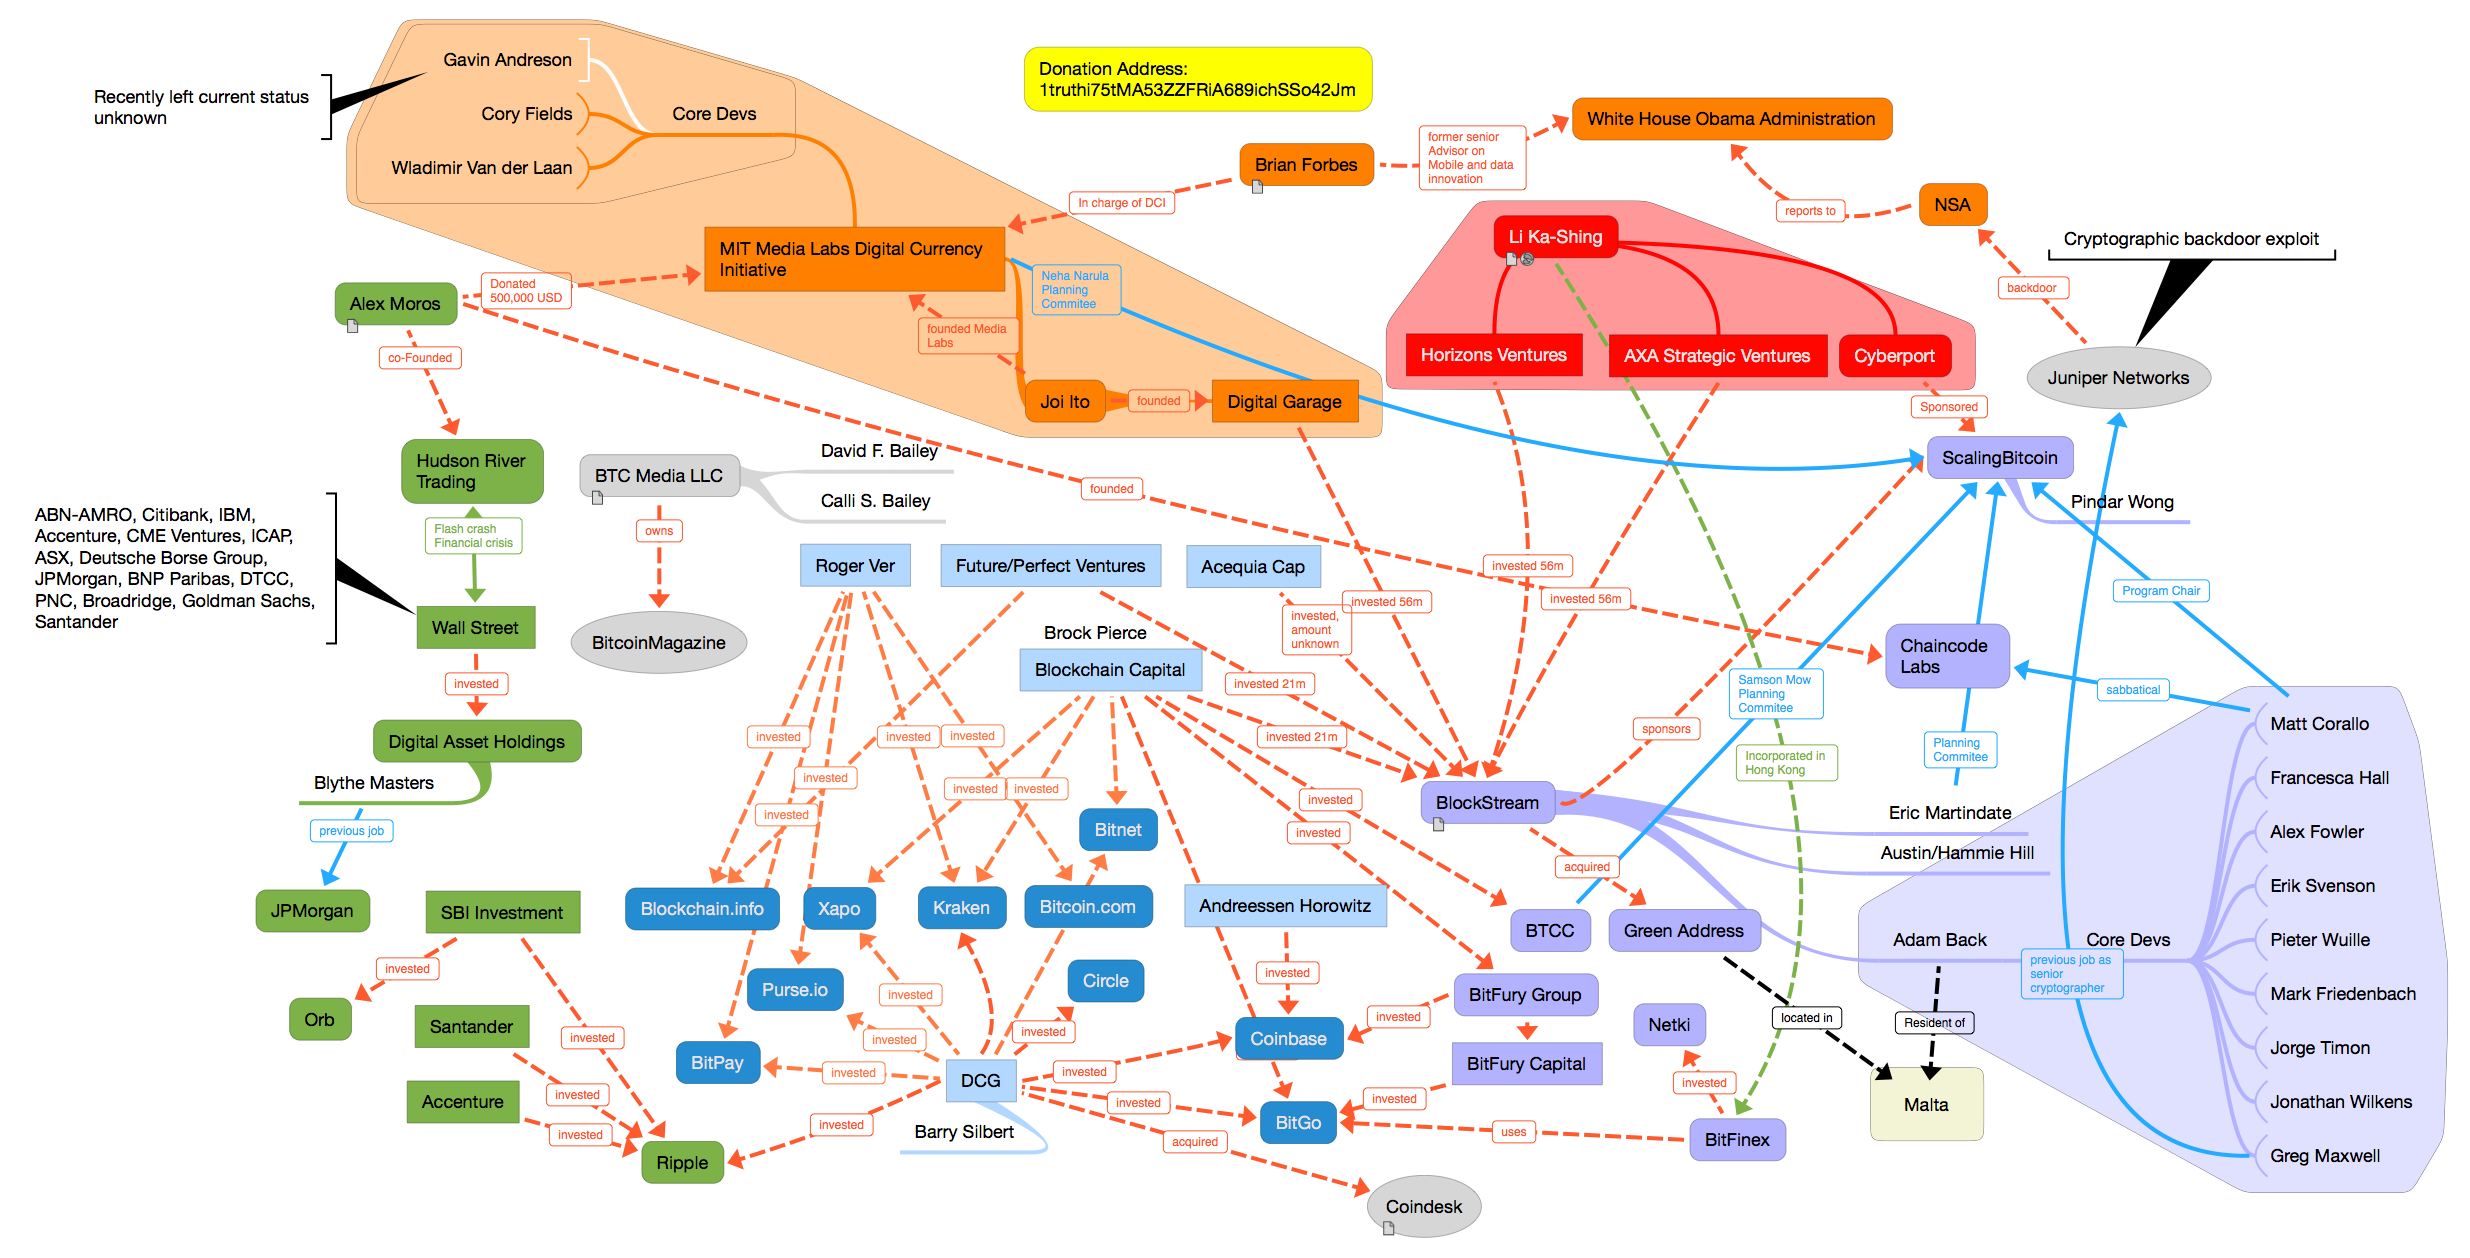 Gavin Andreson
Recently left current status
unknown
Cory Fields
Core Devs
Wladimir Van der Laan
Donation Address:
1truthi75tMA53ZZFRiA689ichSSo42Jm
White House Obama Administration
former senior
Advisor on
Mobile and data
innovation
Brian Forbes
In charge of DCI
reports to
NSA
Cryptographic backdoor exploit
backdoor
Juniper Networks
MIT Media Labs Digital Currency
Initiative
Neha Narula
Planning
Commitee
Li Ka-Shing
Horizons Ventures
AXA Strategic Ventures
Cyberport
Sponsored
Alex Moros
Donated
500,000 USD
co-Founded
founded Media
Labs
Joi Ito
founded
Digital Garage
Hudson River
Trading
BTC Media LLC
David F. Bailey
Calli S. Bailey
founded
ScalingBitcoin
Pindar Wong
ABN-AMRO, Citibank, IBM,
Accenture, CME Ventures, ICAP,
ASX, Deutsche Borse Group,
JPMorgan, BNP Paribas, DTCC,
PNC, Broadridge, Goldman Sachs,
Santander
Flash crash
Financial crisis
owns
Wall Street
BitcoinMagazine
Roger Ver
Future/Perfect Ventures
Acequia Cap
invested 56m
invested 56m
invested 56m
invested,
amount
unknown
Program Chair
Brock Pierce
Blockchain Capital
Chaincode
Labs
sabbatical
invested
invested 21m
Samson Mow
Planning
Commitee
Digital Asset Holdings
Blythe Masters
invested
invested
invested
invested 21m
sponsors
Planning
Commitee
Incorporated in
Hong Kong
Matt Corallo
Francesca Hall
Alex Fowler
Erik Svenson
Pieter Wuille
Mark Friedenbach
Jorge Timon
Jonathan Wilkens
Greg Maxwell
previous job
invested
invested
invested
invested
invested
invested
Bitnet
BlockStream
Eric Martindate
Austin/Hammie Hill
acquired
JPMorgan
SBI Investment
Blockchain.info
Xapo
Kraken
Bitcoin.com
Andreessen Horowitz
BTCC
Green Address
Adam Back
Core Devs
previous job as
senior
cryptographer
invested
Orb
Purse.io
invested
Circle
invested
BitFury Group
Netki
located in
Resident of
Santander
invested
BitPay
invested
invested
invested
Coinbase
invested
BitFury Capital
invested
DCG
invested
invested
Accenture
invested
invested
invested
invested
BitGo
invested
uses
BitFinex
Malta
Barry Silbert
acquired
Ripple
Coindesk